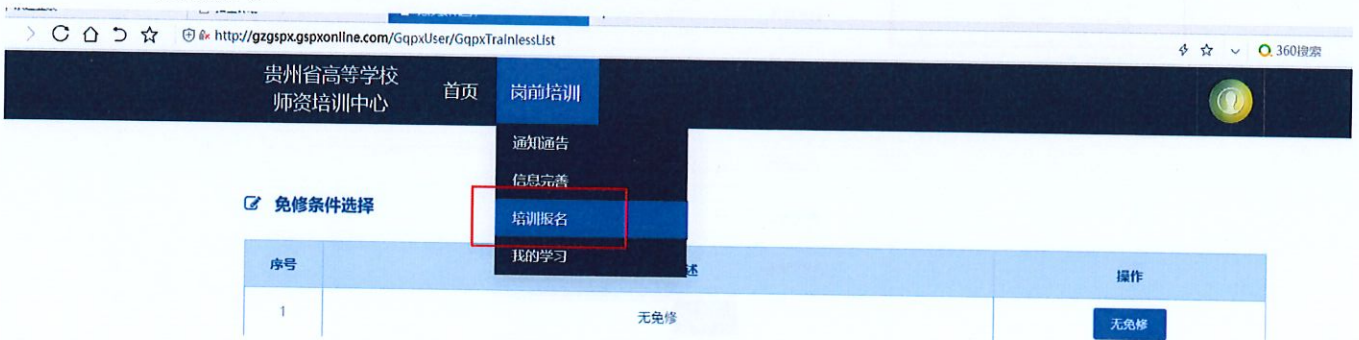 http://gzgspx.gspxonline.com/GqpxUser/GqpxTrainlessList
360搜索
贵州省高等学校
师资培训中心
首页
岗前培训
通知通告
信息完善
培训报名
我的学习
免修条件选择
序号
述
操作
1
无免修
无免修